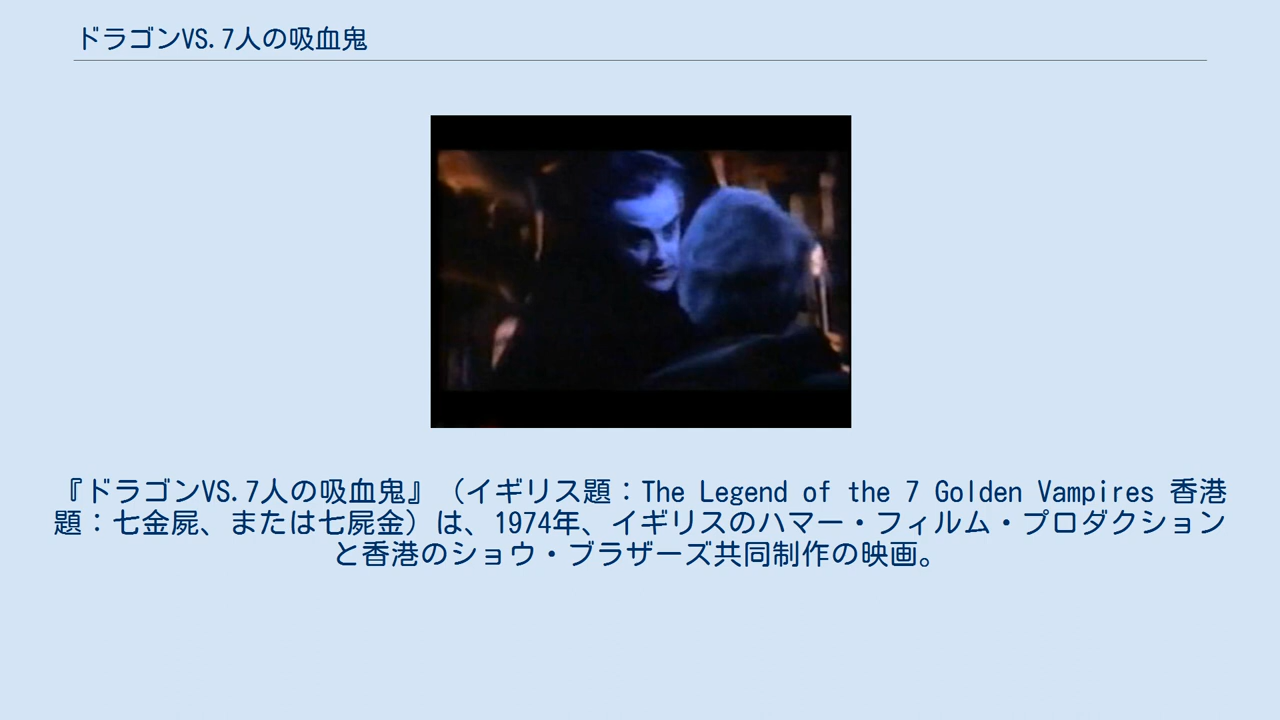 ドラゴンVS.7人の吸血鬼
『ドラゴンVS.7人の吸血鬼』（イギリス題：The Legend of the 7 Golden Vampires 香港
題：七金屍、または七屍金）は、1974年、イギリスのハマー・フィルム・プロダクション
と香港のショウ・ブラザーズ共同制作の映画。